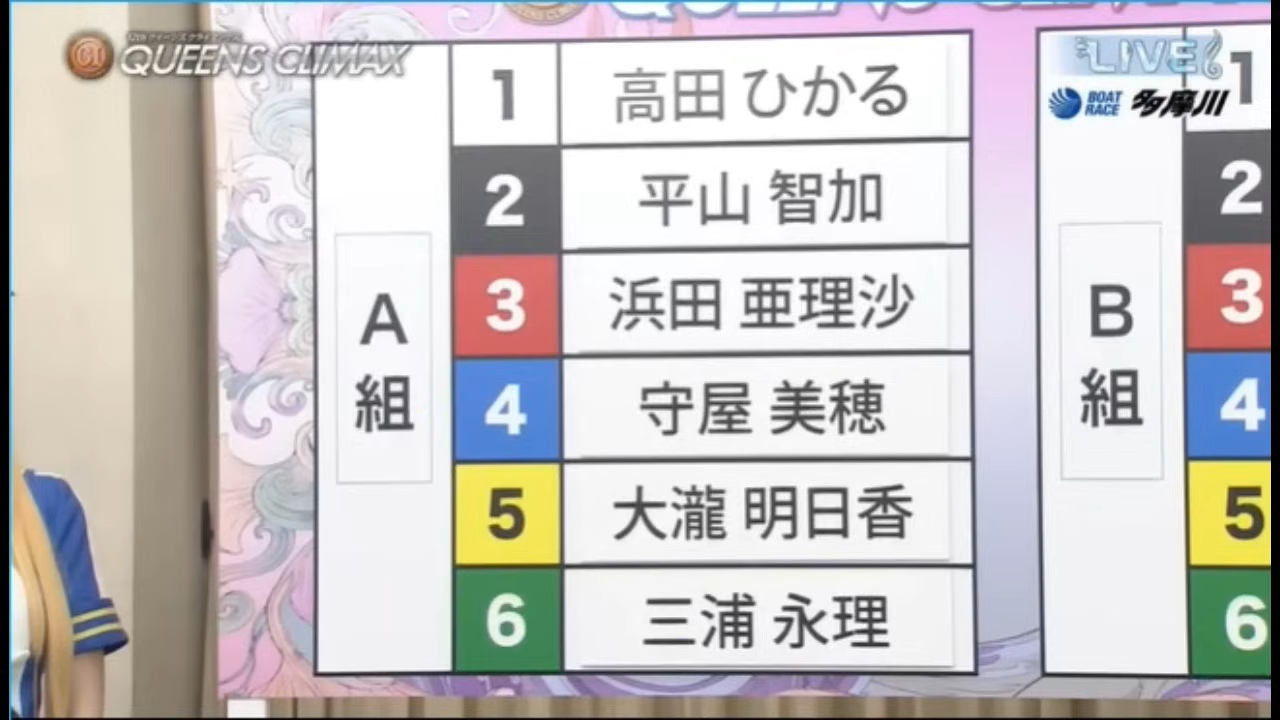 QUEENS CLIMAX
LIVE
BOAT RACE 多摩川
A組
1 高田 ひかる
2 平山 智加
3 浜田 亜理沙
4 守屋 美穂
5 大瀧 明日香
6 三浦 永理
B組
1
2
3
4
5
6